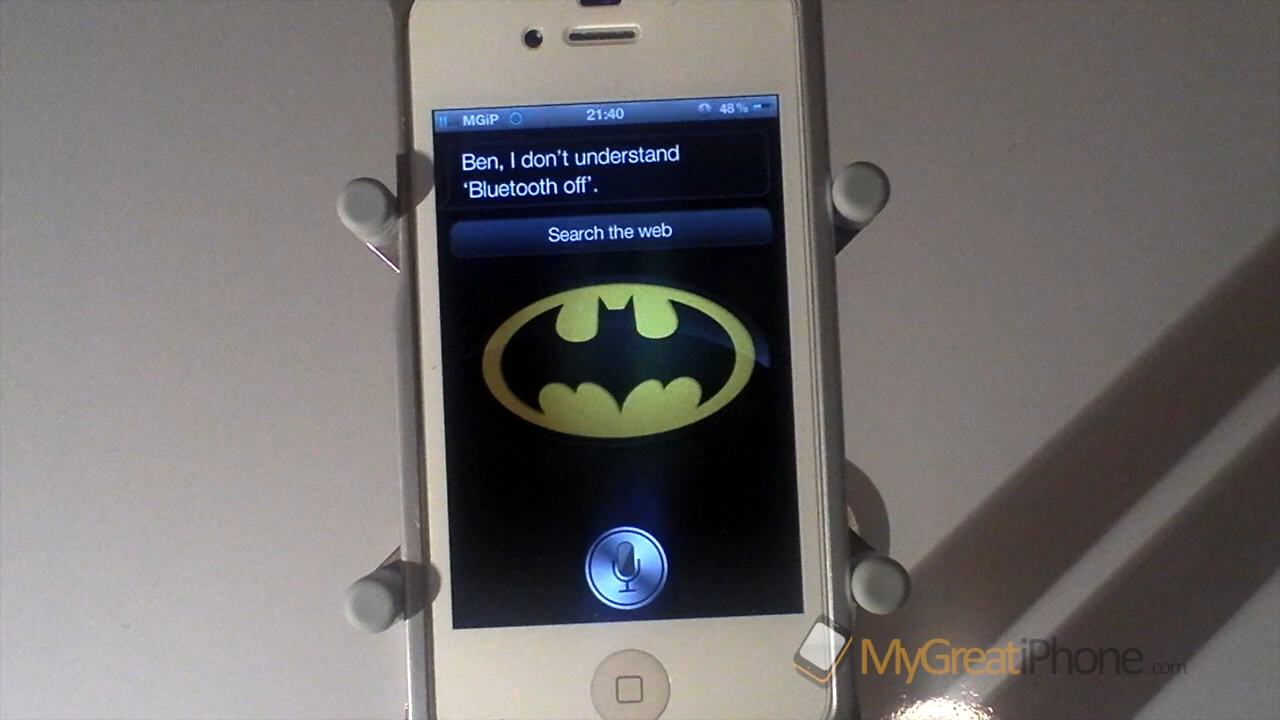 MGiP 21:40 48%
Ben, I don't understand
'Bluetooth off'.
Search the web
MyGreatiPhone.com